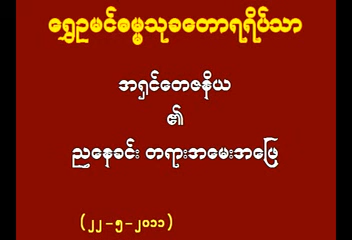 ရွှေဥမင်ဓမ္မသုခတောရရိပ်သာ
အရှင်တေဇနိယ
၏
ညနေခင်း တရားအမေးအဖြေ
( ၂၂ – ၅ – ၂၀၁၁ )